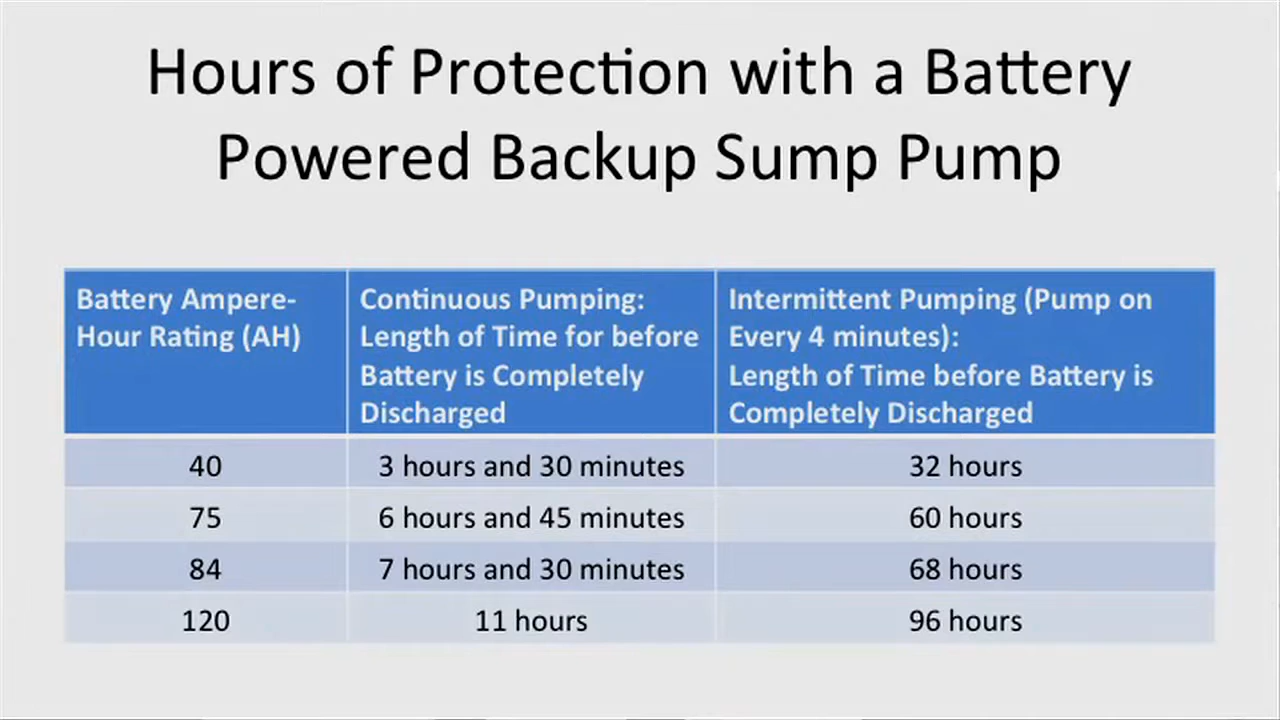 Hours of Protection with a Battery
Powered Backup Sump Pump
Battery Ampere-
Hour Rating (AH)
Continuous Pumping:
Length of Time for before
Battery is Completely
Discharged
Intermittent Pumping (Pump on
Every 4 minutes):
Length of Time before Battery is
Completely Discharged
40 3 hours and 30 minutes 32 hours
75 6 hours and 45 minutes 60 hours
84 7 hours and 30 minutes 68 hours
120 11 hours 96 hours